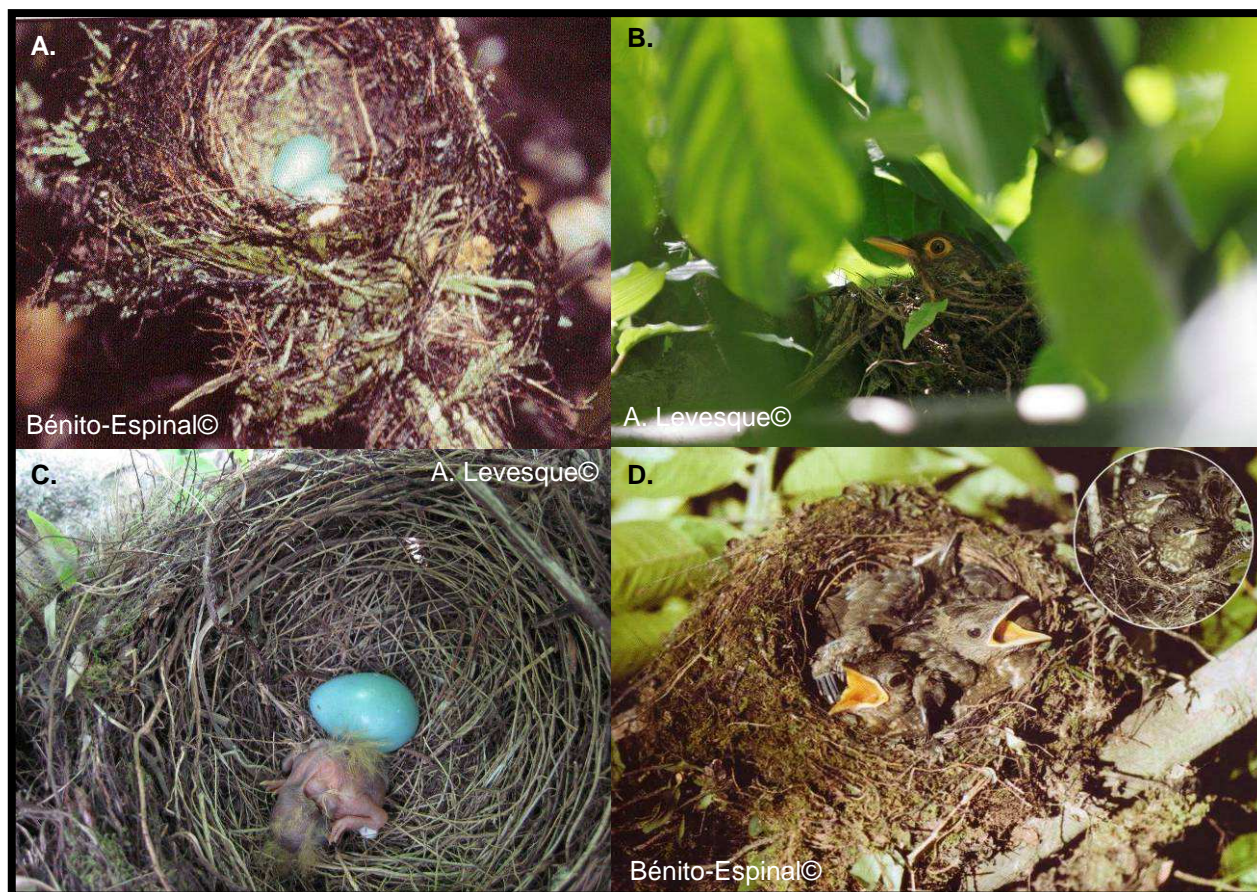 A.
Bénito-Espinal©
B.
A. Levesque©
C.
A. Levesque©
D.
Bénito-Espinal©